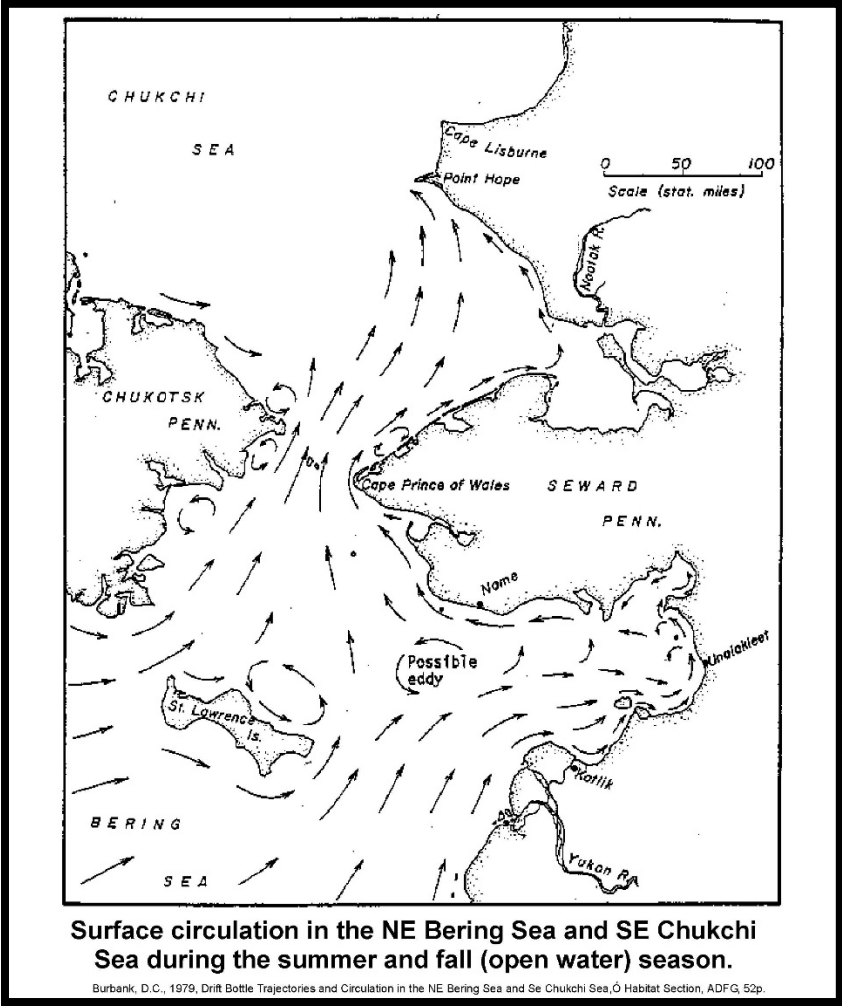 CHUKCHI
SEA
Cape Lisburne
Point Hope
0 50 100
Scale (stat. miles)
Noatak R.
CHUKOTSK
PENN.
Cape Prince of Wales
SEWARD
PENN.
Nome
Unalakleet
Possible
eddy
St. Lawrence
Is.
Kotlik
BERING
SEA
Yukon R.
Surface circulation in the NE Bering Sea and SE Chukchi
Sea during the summer and fall (open water) season.
Burbank, D.C., 1979, Drift Bottle Trajectories and Circulation in the NE Bering Sea and Se Chukchi Sea,Ó Habitat Section, ADFG, 52p.